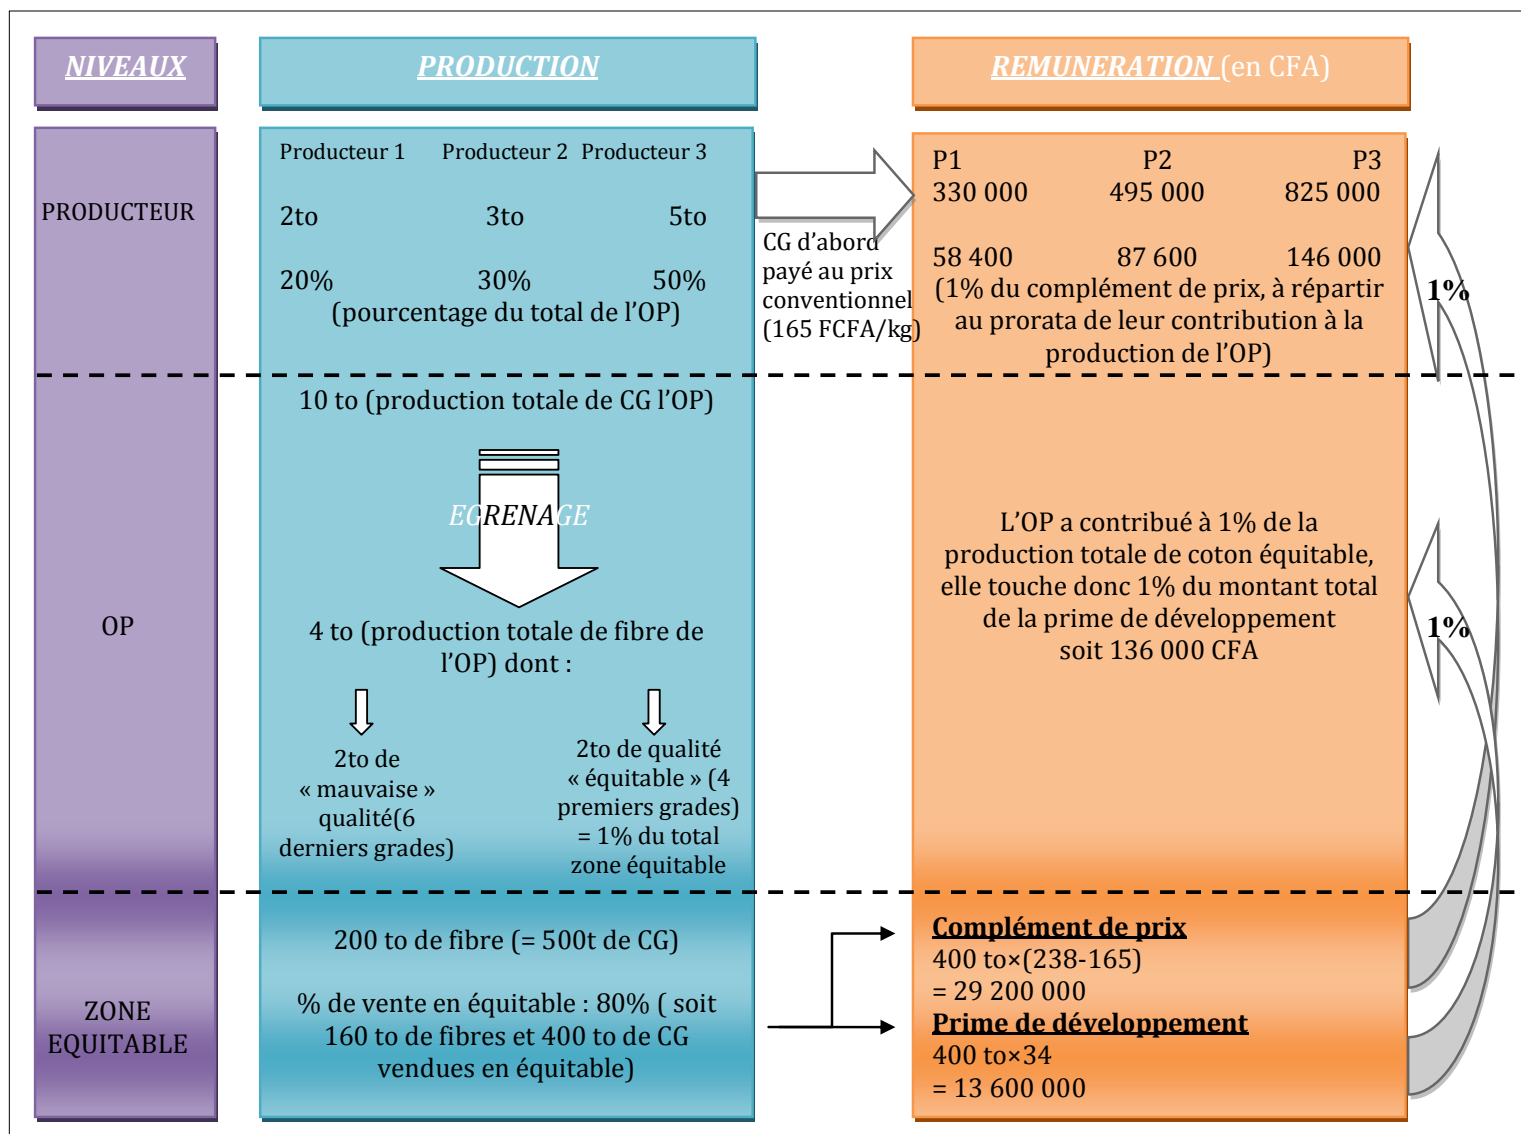 NIVEAUX
PRODUCTION
REMUNERATION (en CFA)
PRODUCTEUR
Producteur 1 Producteur 2 Producteur 3
2to 3to 5to
20% 30% 50%
(pourcentage du total de l’OP)
CG d’abord
payé au prix
conventionnel
(165 FCFA/kg)
P1 P2 P3
330 000 495 000 825 000
58 400 87 600 146 000
(1% du complément de prix, à répartir
au prorata de leur contribution à la
production de l’OP)
1%
OP
10 to (production totale de CG l’OP)
EGRENAGE
4 to (production totale de fibre de
l’OP) dont :
2to de
« mauvaise »
qualité(6
derniers grades)
2to de qualité
« équitable » (4
premiers grades)
= 1% du total
zone équitable
L’OP a contribué à 1% de la
production totale de coton équitable,
elle touche donc 1% du montant total
de la prime de développement
soit 136 000 CFA
1%
ZONE
EQUITABLE
200 to de fibre (= 500t de CG)
% de vente en équitable : 80% ( soit
160 to de fibres et 400 to de CG
vendues en équitable)
Complément de prix
400 to×(238-165)
= 29 200 000
Prime de développement
400 to×34
= 13 600 000